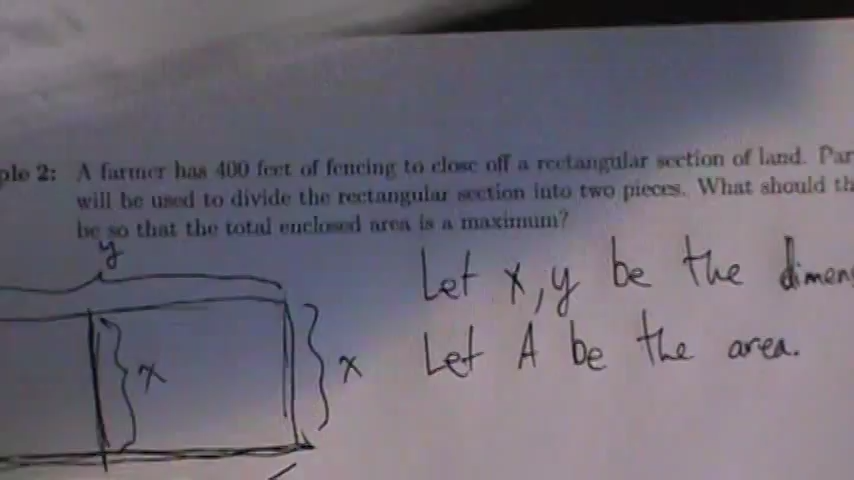 ple 2: A farmer has 400 feet of fencing to close off a rectangular section of land. Par
will be used to divide the rectangular section into two pieces. What should th
be so that the total enclosed area is a maximum?
y
Let x, y be the dimen
x
x
Let A be the area.